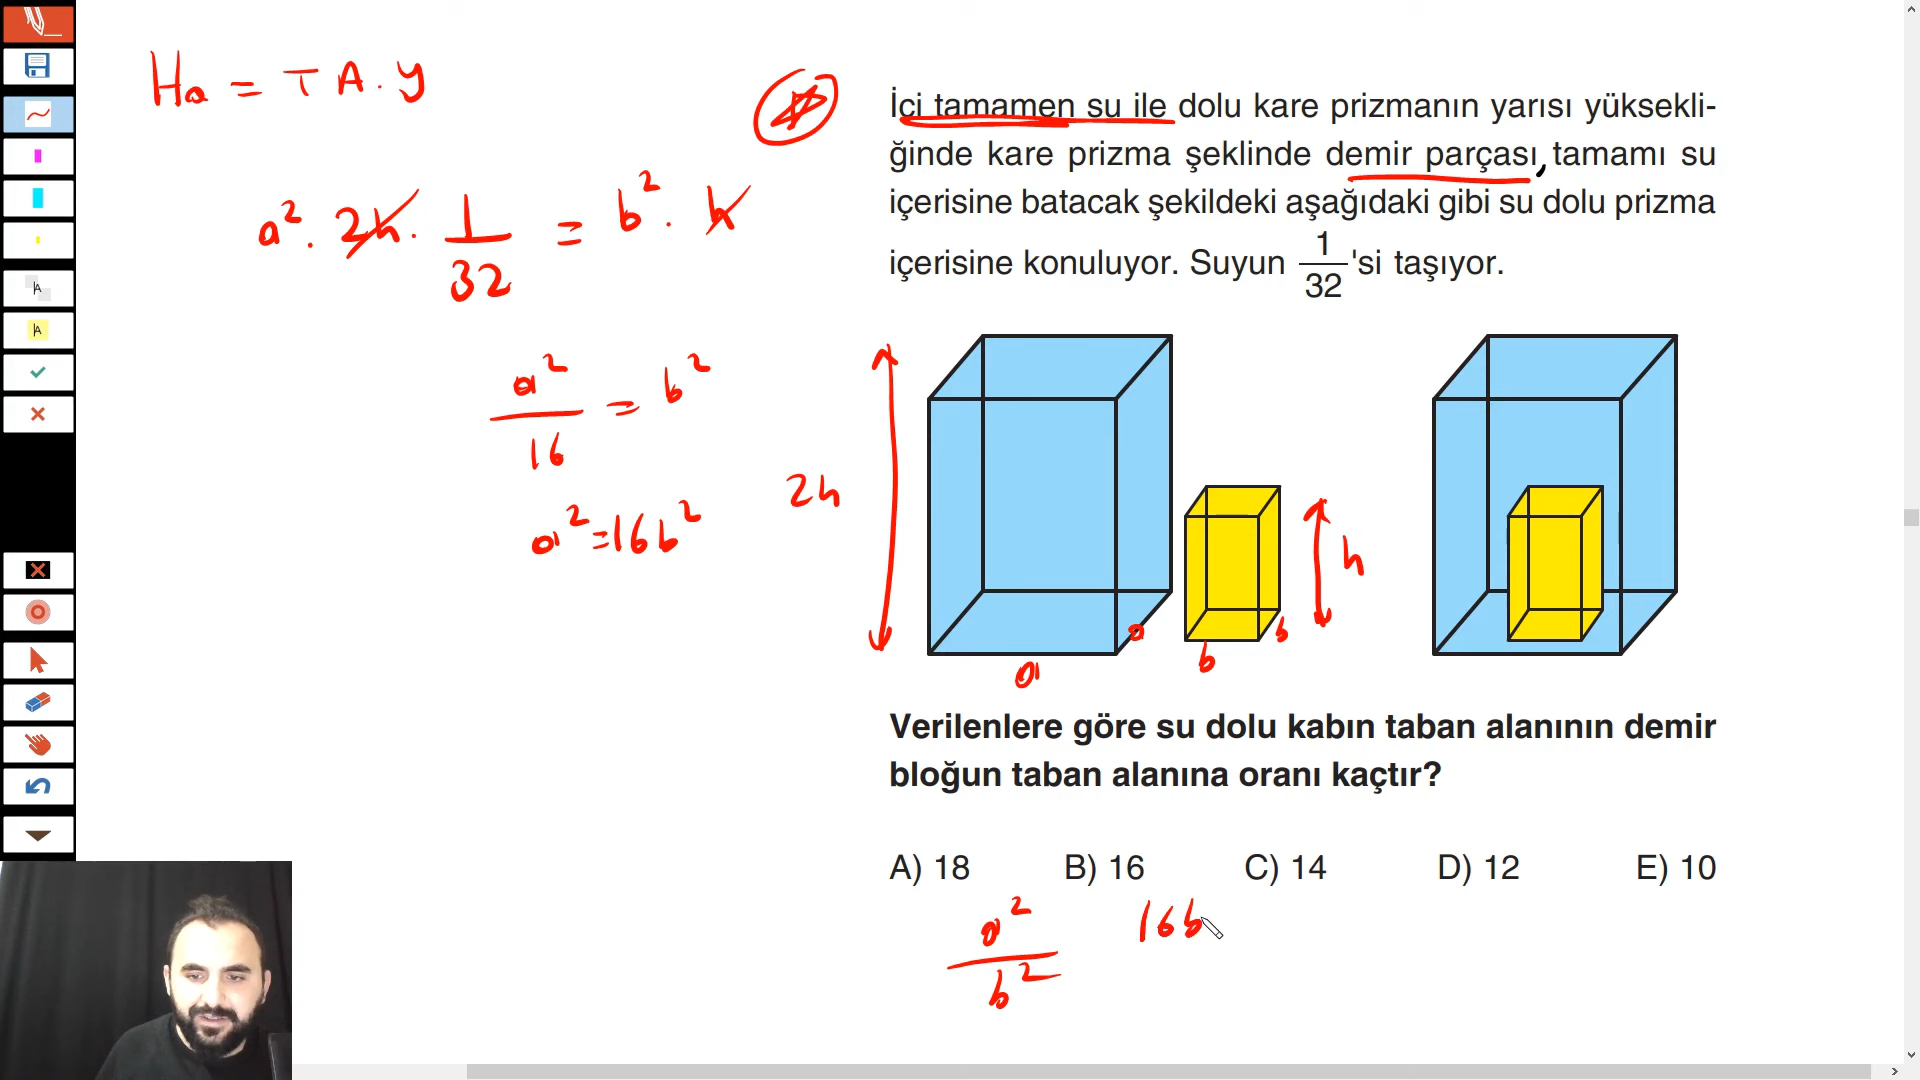 Ha = T A . y
İçi tamamen su ile dolu kare prizmanın yarısı yüksekli-
ğinde kare prizma şeklinde demir parçası, tamamı su
içerisine batacak şekildeki aşağıdaki gibi su dolu prizma
içerisine konuluyor. Suyun 1/32 'si taşıyor.
a² . 2h . 1/32 = b² . h
a²/16 = b²
a² = 16b²
2h
h
a
a
b
b
Verilenlere göre su dolu kabın taban alanının demir
bloğun taban alanına oranı kaçtır?
A) 18 B) 16 C) 14 D) 12 E) 10
a²/b² 16b
A
A